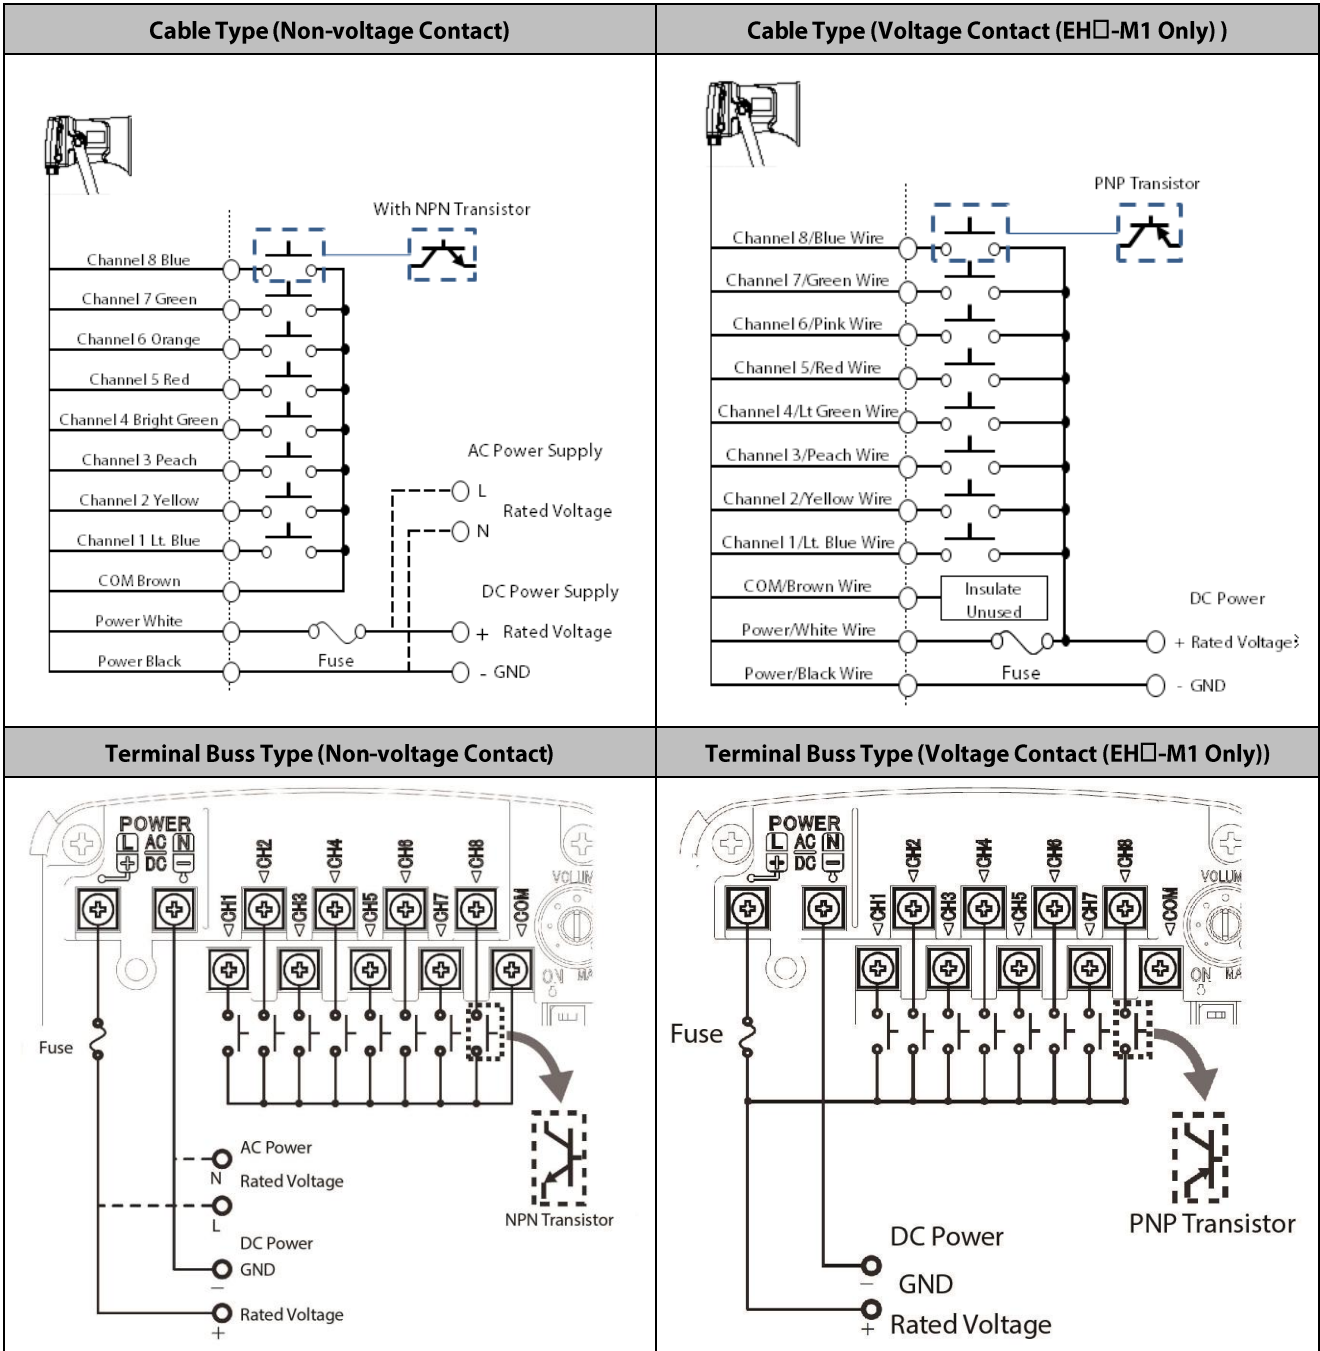 Cable Type (Non-voltage Contact)
Cable Type (Voltage Contact (EH□-M1 Only) )
With NPN Transistor
Channel 8 Blue
Channel 7 Green
Channel 6 Orange
Channel 5 Red
Channel 4 Bright Green
Channel 3 Peach
Channel 2 Yellow
Channel 1 Lt. Blue
COM Brown
Power White
Power Black
Fuse
AC Power Supply
L
Rated Voltage
N
DC Power Supply
+ Rated Voltage
- GND
PNP Transistor
Channel 8/Blue Wire
Channel 7/Green Wire
Channel 6/Pink Wire
Channel 5/Red Wire
Channel 4/Lt Green Wire
Channel 3/Peach Wire
Channel 2/Yellow Wire
Channel 1/Lt. Blue Wire
COM/Brown Wire
Insulate
Unused
Power/White Wire
Power/Black Wire
Fuse
DC Power
+ Rated Voltage
- GND
Terminal Buss Type (Non-voltage Contact)
Terminal Buss Type (Voltage Contact (EH□-M1 Only))
POWER
L AC N
+ DC -
CH1
CH2
CH3
CH4
CH5
CH6
CH7
CH8
COM
VOLUM
ON
MA
Fuse
AC Power
N
Rated Voltage
L
DC Power
GND
-
Rated Voltage
+
NPN Transistor
POWER
L AC N
+ DC -
CH1
CH2
CH3
CH4
CH5
CH6
CH7
CH8
COM
VOLUM
ON
MA
Fuse
PNP Transistor
DC Power
- GND
+ Rated Voltage